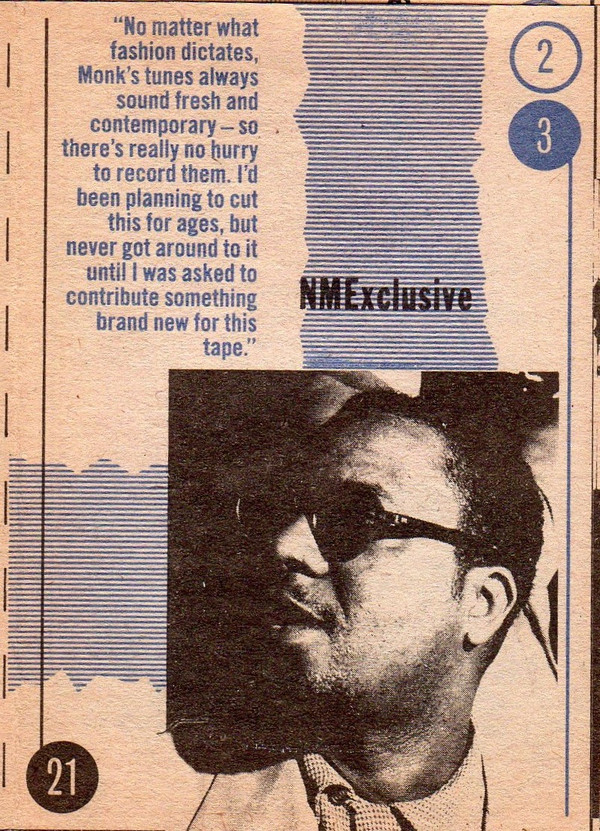 “No matter what
fashion dictates,
Monk’s tunes always
sound fresh and
contemporary – so
there’s really no hurry
to record them. I’d
been planning to cut
this for ages, but
never got around to it
until I was asked to
contribute something
brand new for this
tape.”
2
3
NMExclusive
21